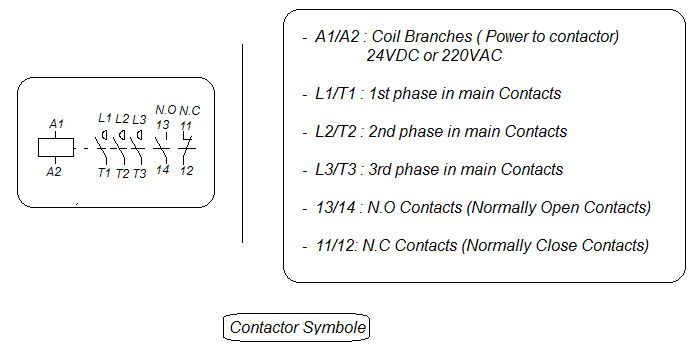 A1
A2
L1 L2 L3
N.O N.C
13 11
T1 T2 T3 14 12
- A1/A2 : Coil Branches ( Power to contactor)
24VDC or 220VAC
- L1/T1 : 1st phase in main Contacts
- L2/T2 : 2nd phase in main Contacts
- L3/T3 : 3rd phase in main Contacts
- 13/14 : N.O Contacts (Normally Open Contacts)
- 11/12: N.C Contacts (Normally Close Contacts)
Contactor Symbole